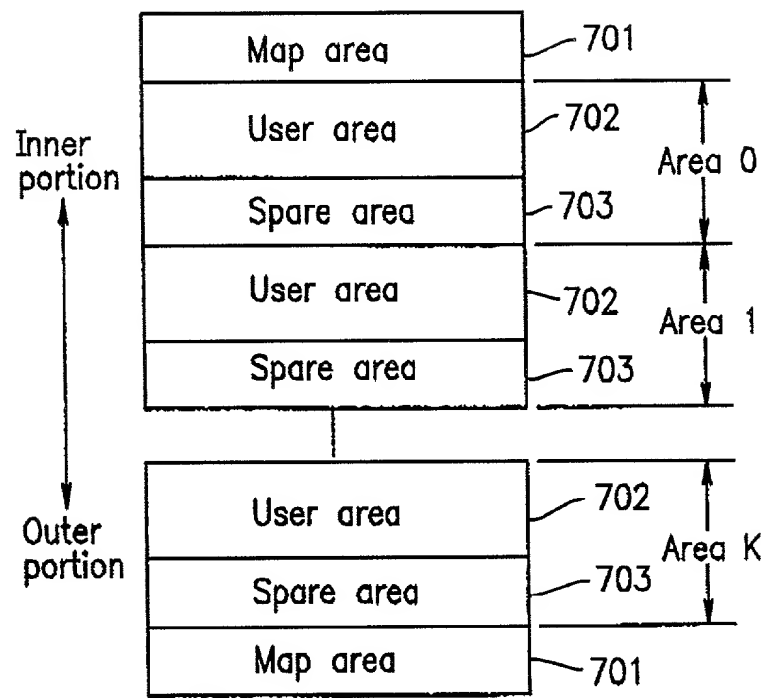 Map area
701
User area
702
Inner
portion
Area 0
Spare area
703
User area
702
Area 1
Spare area
703
User area
702
Outer
portion
Area K
Spare area
703
Map area
701